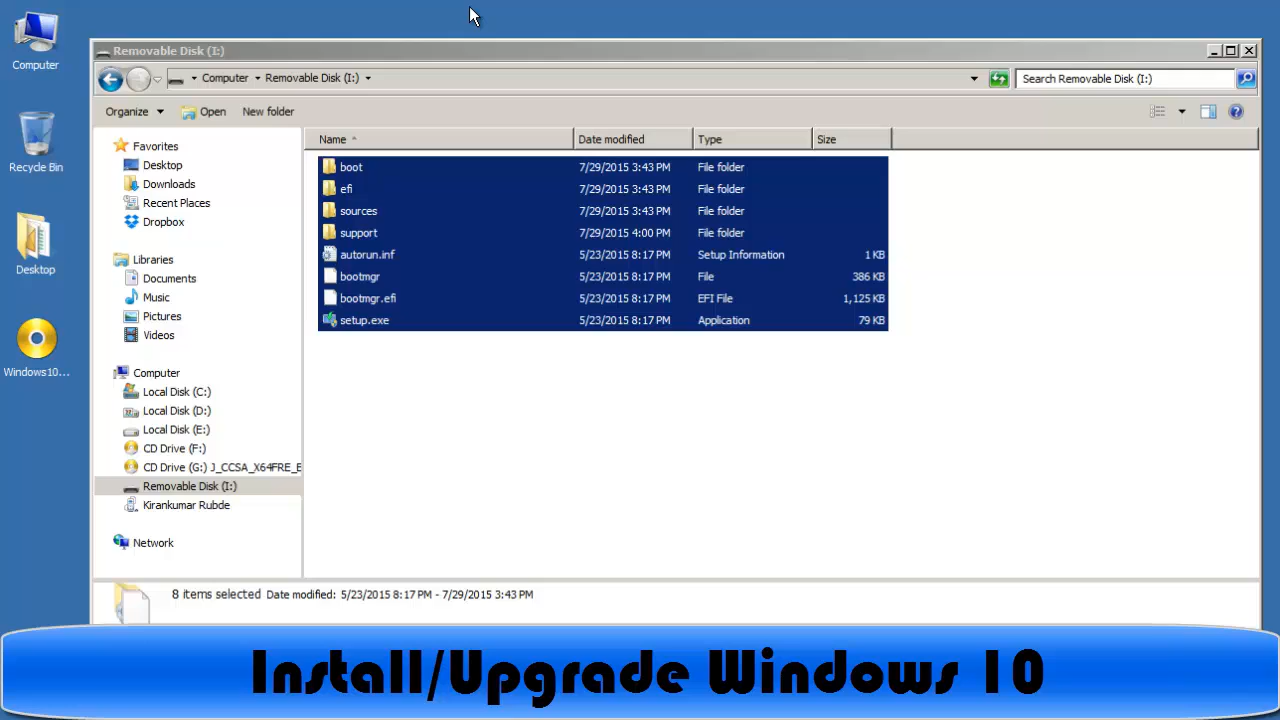 Computer
Recycle Bin
Desktop
Windows10...
Removable Disk (I:)
Computer Removable Disk (I:)
Search Removable Disk (I:)
Organize Open New folder
Name Date modified Type Size
Favorites
Desktop
Downloads
Recent Places
Dropbox
Libraries
Documents
Music
Pictures
Videos
Computer
Local Disk (C:)
Local Disk (D:)
Local Disk (E:)
CD Drive (F:)
CD Drive (G:) J_CCSA_X64FRE_E
Removable Disk (I:)
Kirankumar Rubde
Network
boot 7/29/2015 3:43 PM File folder
efi 7/29/2015 3:43 PM File folder
sources 7/29/2015 3:43 PM File folder
support 7/29/2015 4:00 PM File folder
autorun.inf 5/23/2015 8:17 PM Setup Information 1 KB
bootmgr 5/23/2015 8:17 PM File 386 KB
bootmgr.efi 5/23/2015 8:17 PM EFI File 1,125 KB
setup.exe 5/23/2015 8:17 PM Application 79 KB
8 items selected Date modified: 5/23/2015 8:17 PM - 7/29/2015 3:43 PM
Install/Upgrade Windows 10